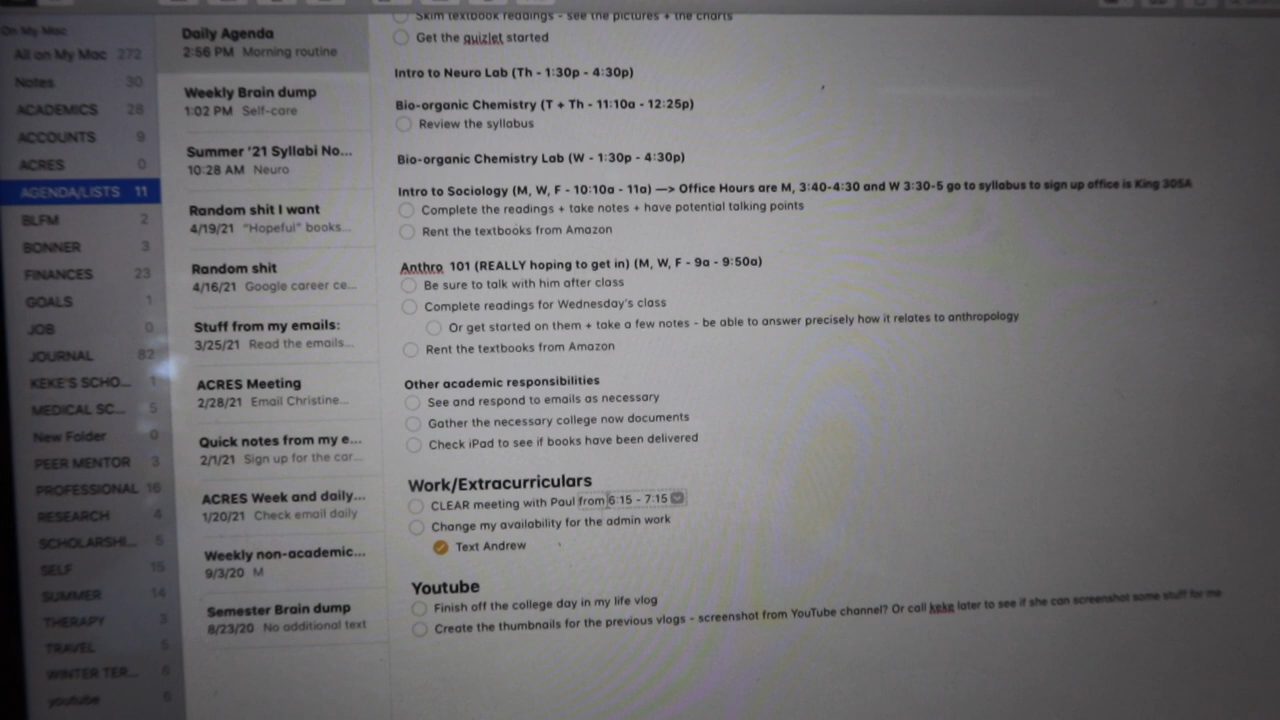 On My Mac
All on My Mac 272
Notes 30
ACADEMICS 28
ACCOUNTS 9
ACRES 0
AGENDA/LISTS 11
BLFM 2
BONNER 3
FINANCES 23
GOALS 1
JOB 0
JOURNAL 82
KEKE'S SCHO... 1
MEDICAL SC... 5
New Folder 0
PEER MENTOR 3
PROFESSIONAL 16
RESEARCH 4
SCHOLARSHI... 5
SELF 15
SUMMER 14
THERAPY 3
TRAVEL 5
WINTER TER... 6
youtube 6
Daily Agenda
2:56 PM Morning routine
Weekly Brain dump
1:02 PM Self-care
Summer '21 Syllabi No...
10:28 AM Neuro
Random shit I want
4/19/21 "Hopeful" books...
Random shit
4/16/21 Google career ce...
Stuff from my emails:
3/25/21 Read the emails...
ACRES Meeting
2/28/21 Email Christine...
Quick notes from my e...
2/1/21 Sign up for the car...
ACRES Week and daily...
1/20/21 Check email daily
Weekly non-academic...
9/3/20 M
Semester Brain dump
8/23/20 No additional text
Skim textbook readings - see the pictures + the charts
Get the quizlet started
Intro to Neuro Lab (Th - 1:30p - 4:30p)
Bio-organic Chemistry (T + Th - 11:10a - 12:25p)
Review the syllabus
Bio-organic Chemistry Lab (W - 1:30p - 4:30p)
Intro to Sociology (M, W, F - 10:10a - 11a) —> Office Hours are M, 3:40-4:30 and W 3:30-5 go to syllabus to sign up office is King 305A
Complete the readings + take notes + have potential talking points
Rent the textbooks from Amazon
Anthro 101 (REALLY hoping to get in) (M, W, F - 9a - 9:50a)
Be sure to talk with him after class
Complete readings for Wednesday's class
Or get started on them + take a few notes - be able to answer precisely how it relates to anthropology
Rent the textbooks from Amazon
Other academic responsibilities
See and respond to emails as necessary
Gather the necessary college now documents
Check iPad to see if books have been delivered
Work/Extracurriculars
CLEAR meeting with Paul from 6:15 - 7:15
Change my availability for the admin work
Text Andrew
Youtube
Finish off the college day in my life vlog
Create the thumbnails for the previous vlogs - screenshot from YouTube channel? Or call keke later to see if she can screenshot some stuff for me